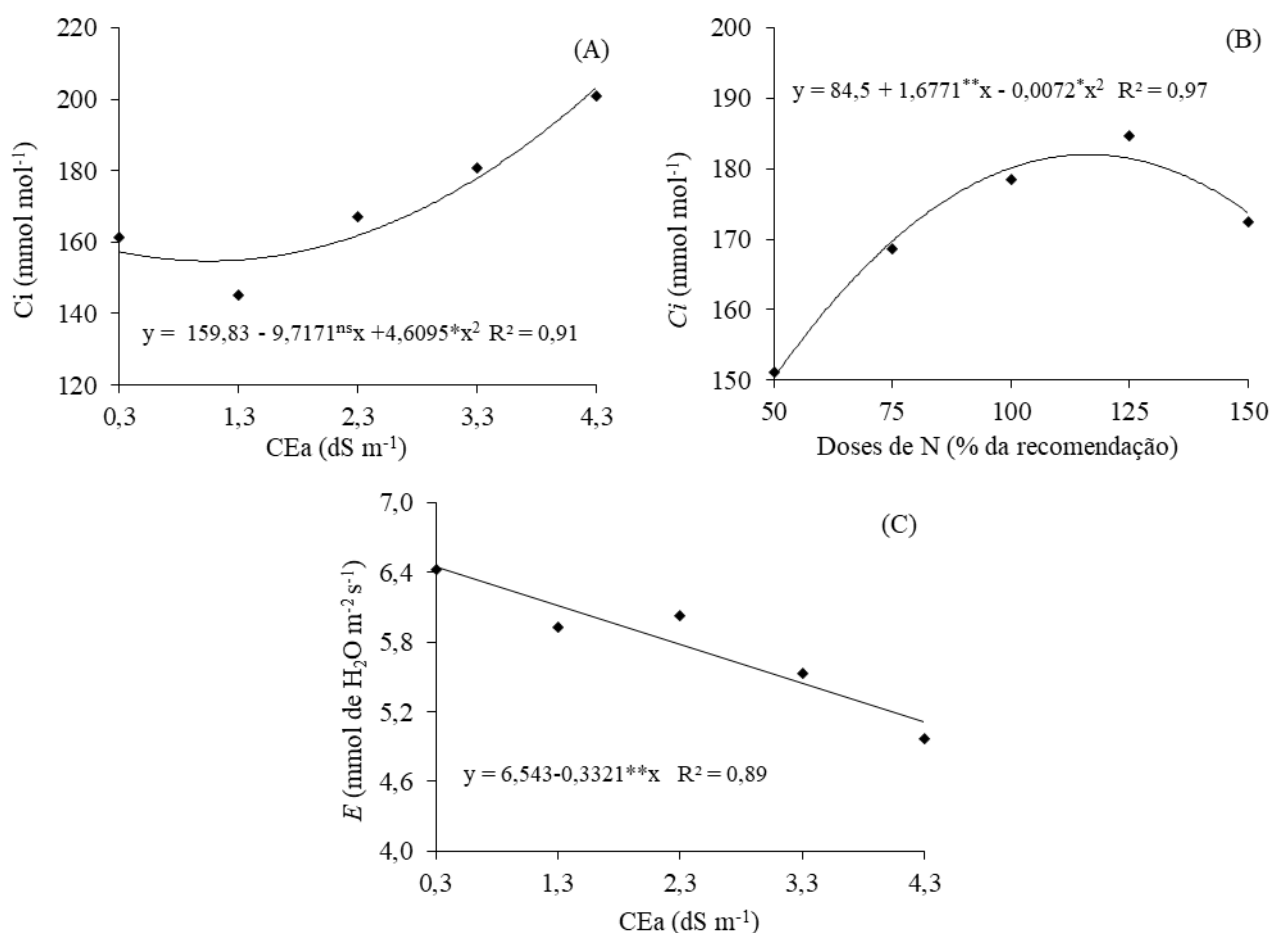 (A)
Ci (mmol mol⁻¹)
220
200
180
160
140
120
y = 159,83 - 9,7171ⁿˢx +4,6095*x² R² = 0,91
0,3 1,3 2,3 3,3 4,3
CEa (dS m⁻¹)
(B)
Ci (mmol mol⁻¹)
200
190
180
170
160
150
y = 84,5 + 1,6771**x - 0,0072*x² R² = 0,97
50 75 100 125 150
Doses de N (% da recomendação)
(C)
E (mmol de H₂O m⁻² s⁻¹)
7,0
6,4
5,8
5,2
4,6
4,0
y = 6,543-0,3321**x R² = 0,89
0,3 1,3 2,3 3,3 4,3
CEa (dS m⁻¹)